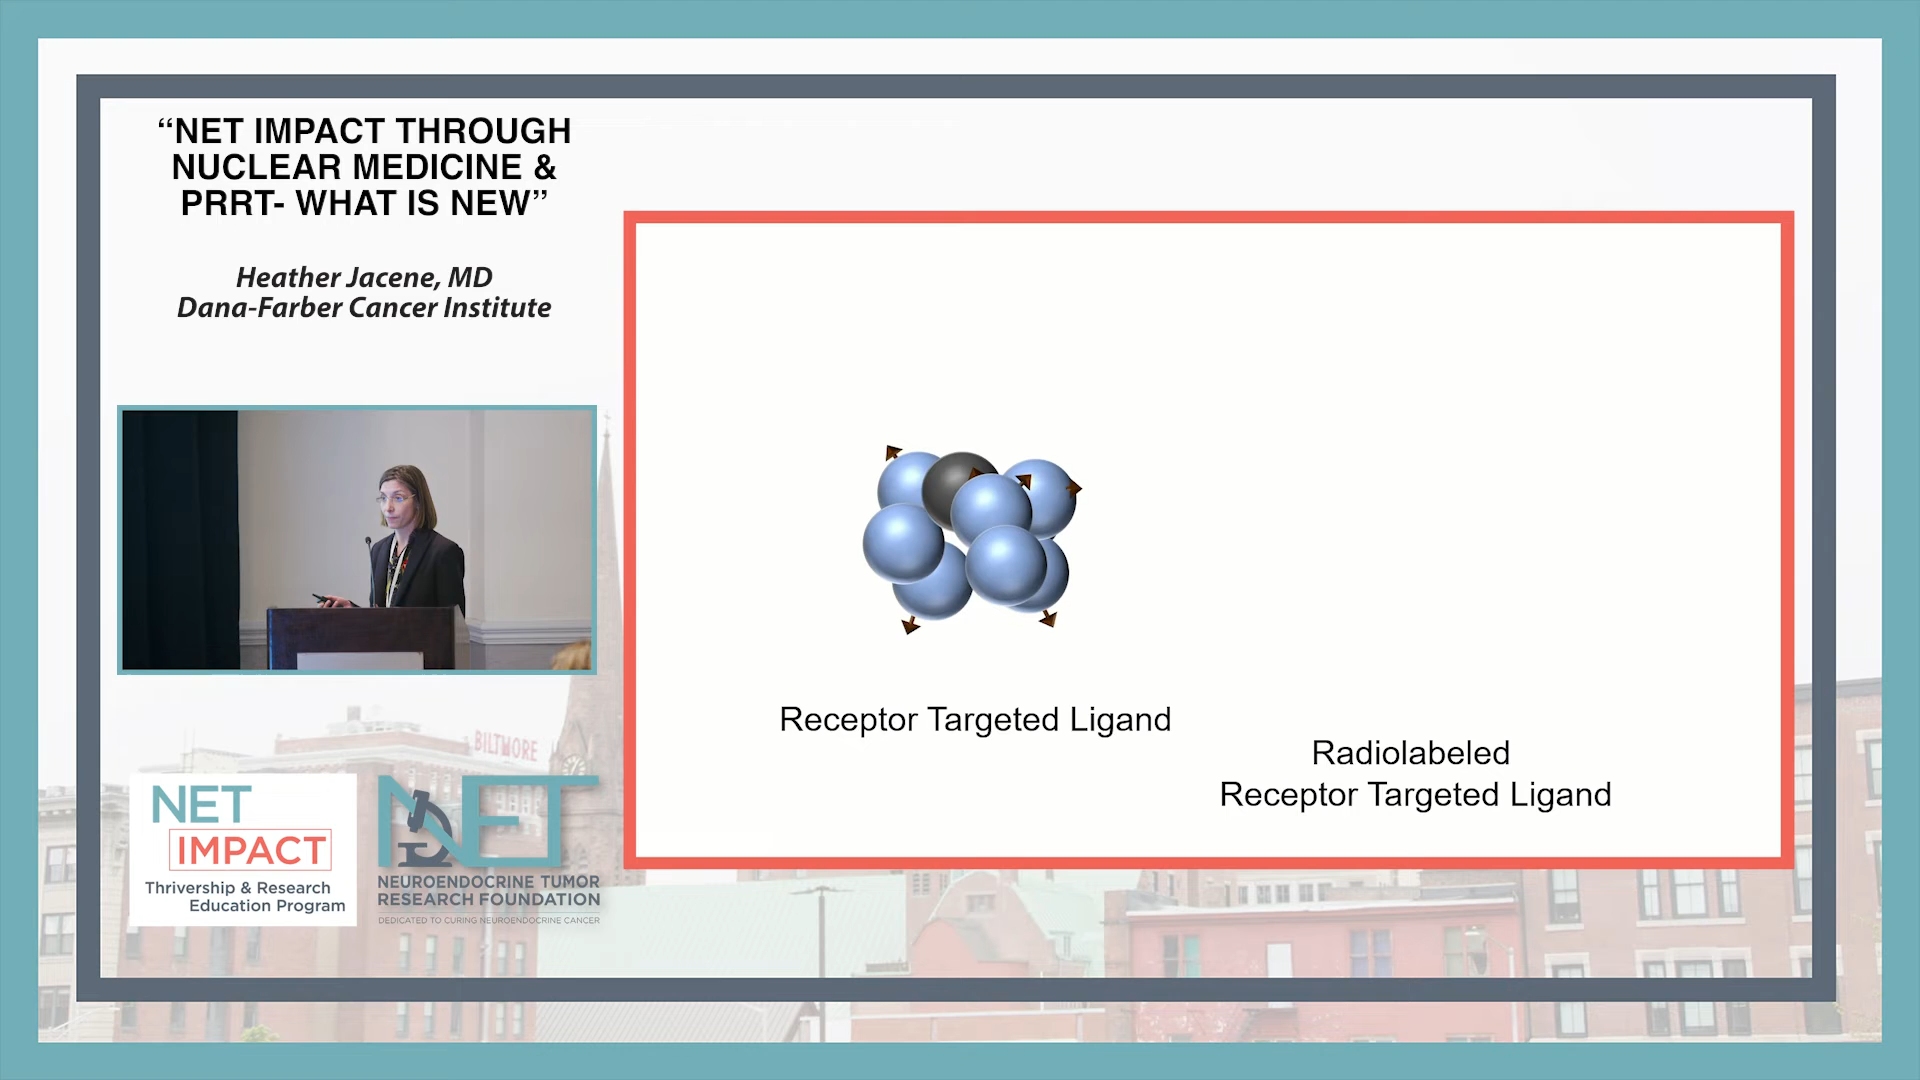 “NET IMPACT THROUGH
NUCLEAR MEDICINE &
PRRT- WHAT IS NEW”
Heather Jacene, MD
Dana-Farber Cancer Institute
Receptor Targeted Ligand
Radiolabeled
Receptor Targeted Ligand
BILTMORE
NET
IMPACT
Thrivership & Research
Education Program
NET
NEUROENDOCRINE TUMOR
RESEARCH FOUNDATION
DEDICATED TO CURING NEUROENDOCRINE CANCER